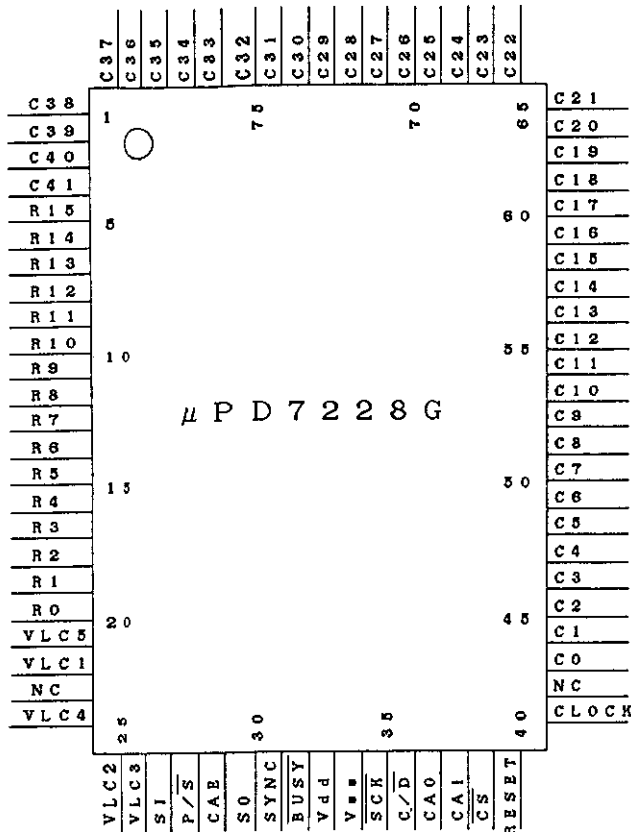 C37
C36
C35
C34
C33
C32
C31
C30
C29
C28
C27
C26
C25
C24
C23
C22
C38
C39
C40
C41
R15
R14
R13
R12
R11
R10
R9
R8
R7
R6
R5
R4
R3
R2
R1
R0
VLC5
VLC1
NC
VLC4
1
5
10
15
20
25
75
70
65
60
55
50
45
40
30
35
μPD7228G
C21
C20
C19
C18
C17
C16
C15
C14
C13
C12
C11
C10
C9
C8
C7
C6
C5
C4
C3
C2
C1
C0
NC
CLOCK
VLC2
VLC3
SI
P/S̅
CAE
SO
SYNC
B̅U̅S̅Y̅
Vdd
Vss
S̅C̅K̅
C/D̅
CA0
CA1
C̅S̅
RESET